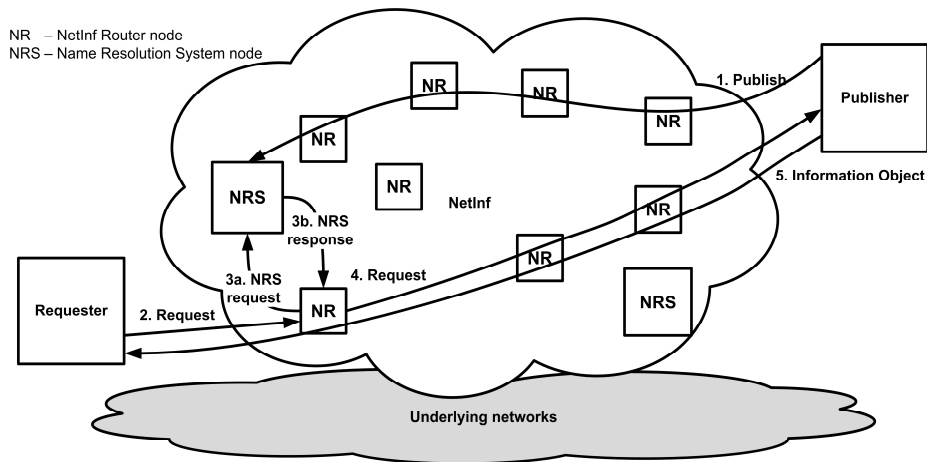 NR – NetInf Router node
NRS – Name Resolution System node
NR
NR
1. Publish
Publisher
NR
NR
NRS
NR
NetInf
5. Information Object
NR
3b. NRS
response
NR
3a. NRS
request
4. Request
Requester
2. Request
NR
NRS
Underlying networks